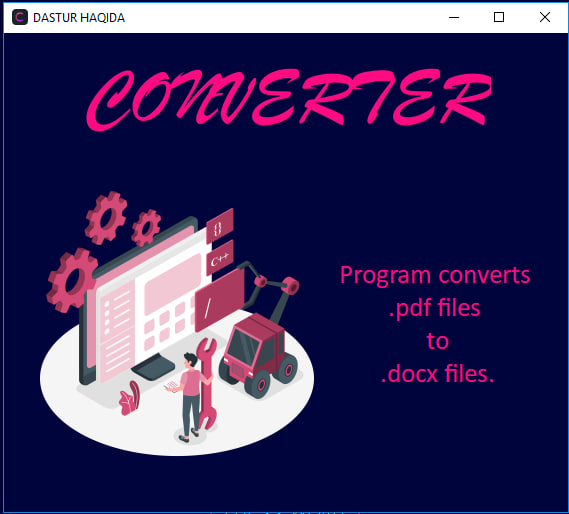 DASTUR HAQIDA
CONVERTER
{}
C++
/
Program converts
.pdf files
to
.docx files.